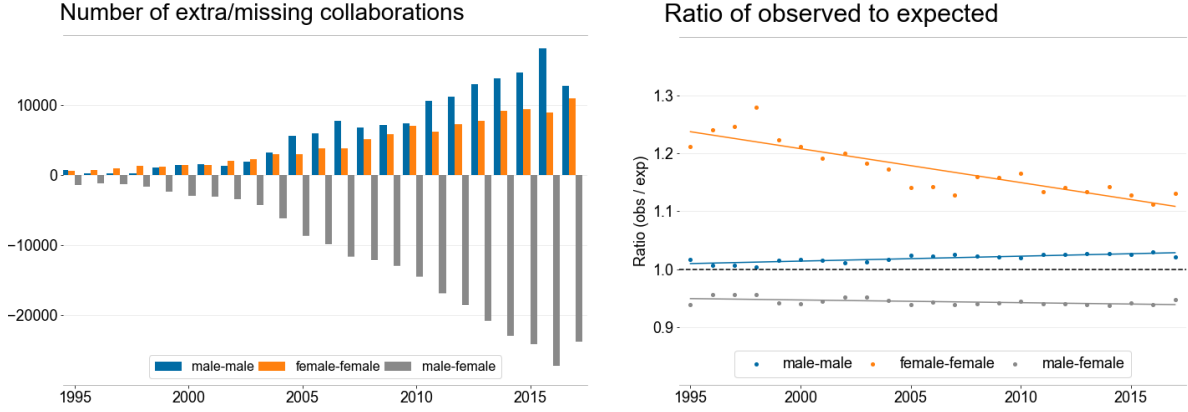 Number of extra/missing collaborations
10000
0
−10000
−20000
male-male female-female male-female
1995 2000 2005 2010 2015
Ratio of observed to expected
Ratio (obs / exp)
1.3
1.2
1.1
1.0
0.9
male-male female-female male-female
1995 2000 2005 2010 2015